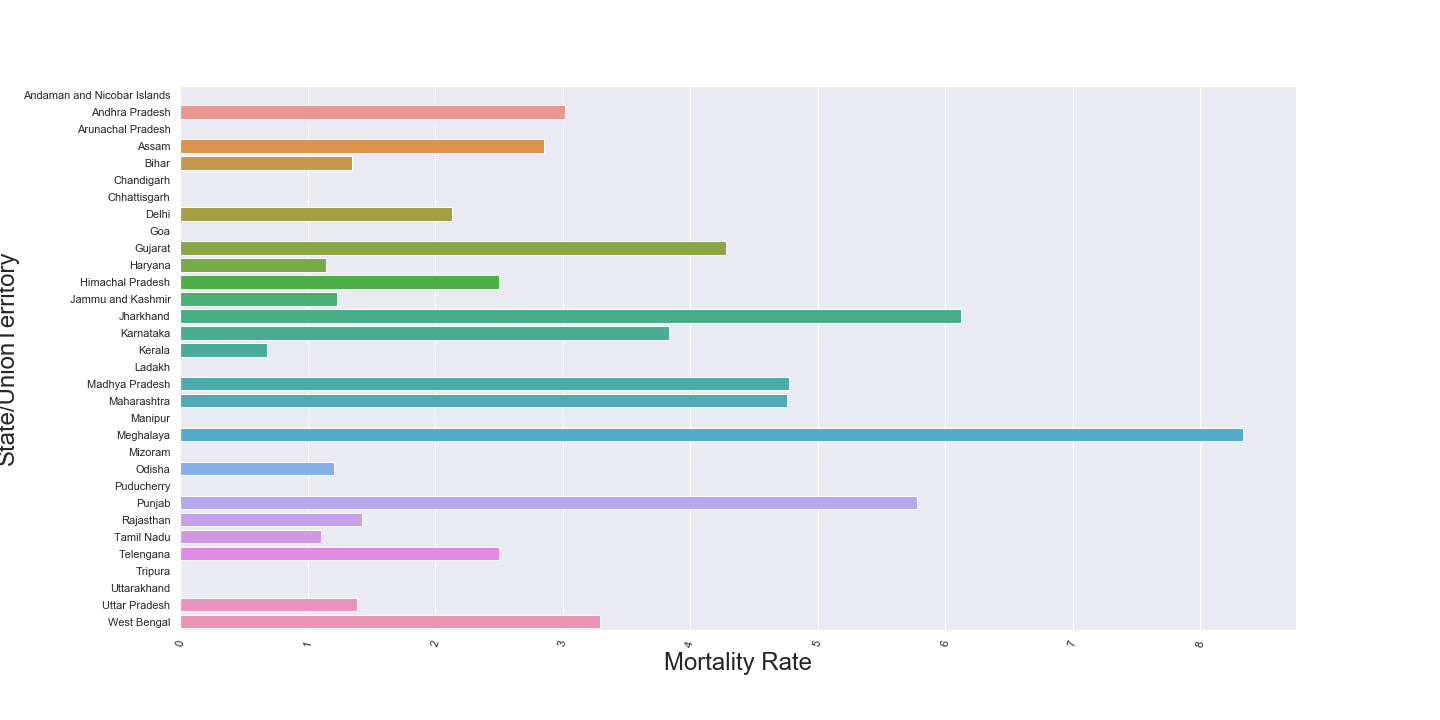 Andaman and Nicobar Islands
Andhra Pradesh
Arunachal Pradesh
Assam
Bihar
Chandigarh
Chhattisgarh
Delhi
Goa
Gujarat
Haryana
Himachal Pradesh
Jammu and Kashmir
Jharkhand
Karnataka
Kerala
Ladakh
Madhya Pradesh
Maharashtra
Manipur
Meghalaya
Mizoram
Odisha
Puducherry
Punjab
Rajasthan
Tamil Nadu
Telengana
Tripura
Uttarakhand
Uttar Pradesh
West Bengal
State/UnionTerritory
0 1 2 3 4 5 6 7 8
Mortality Rate